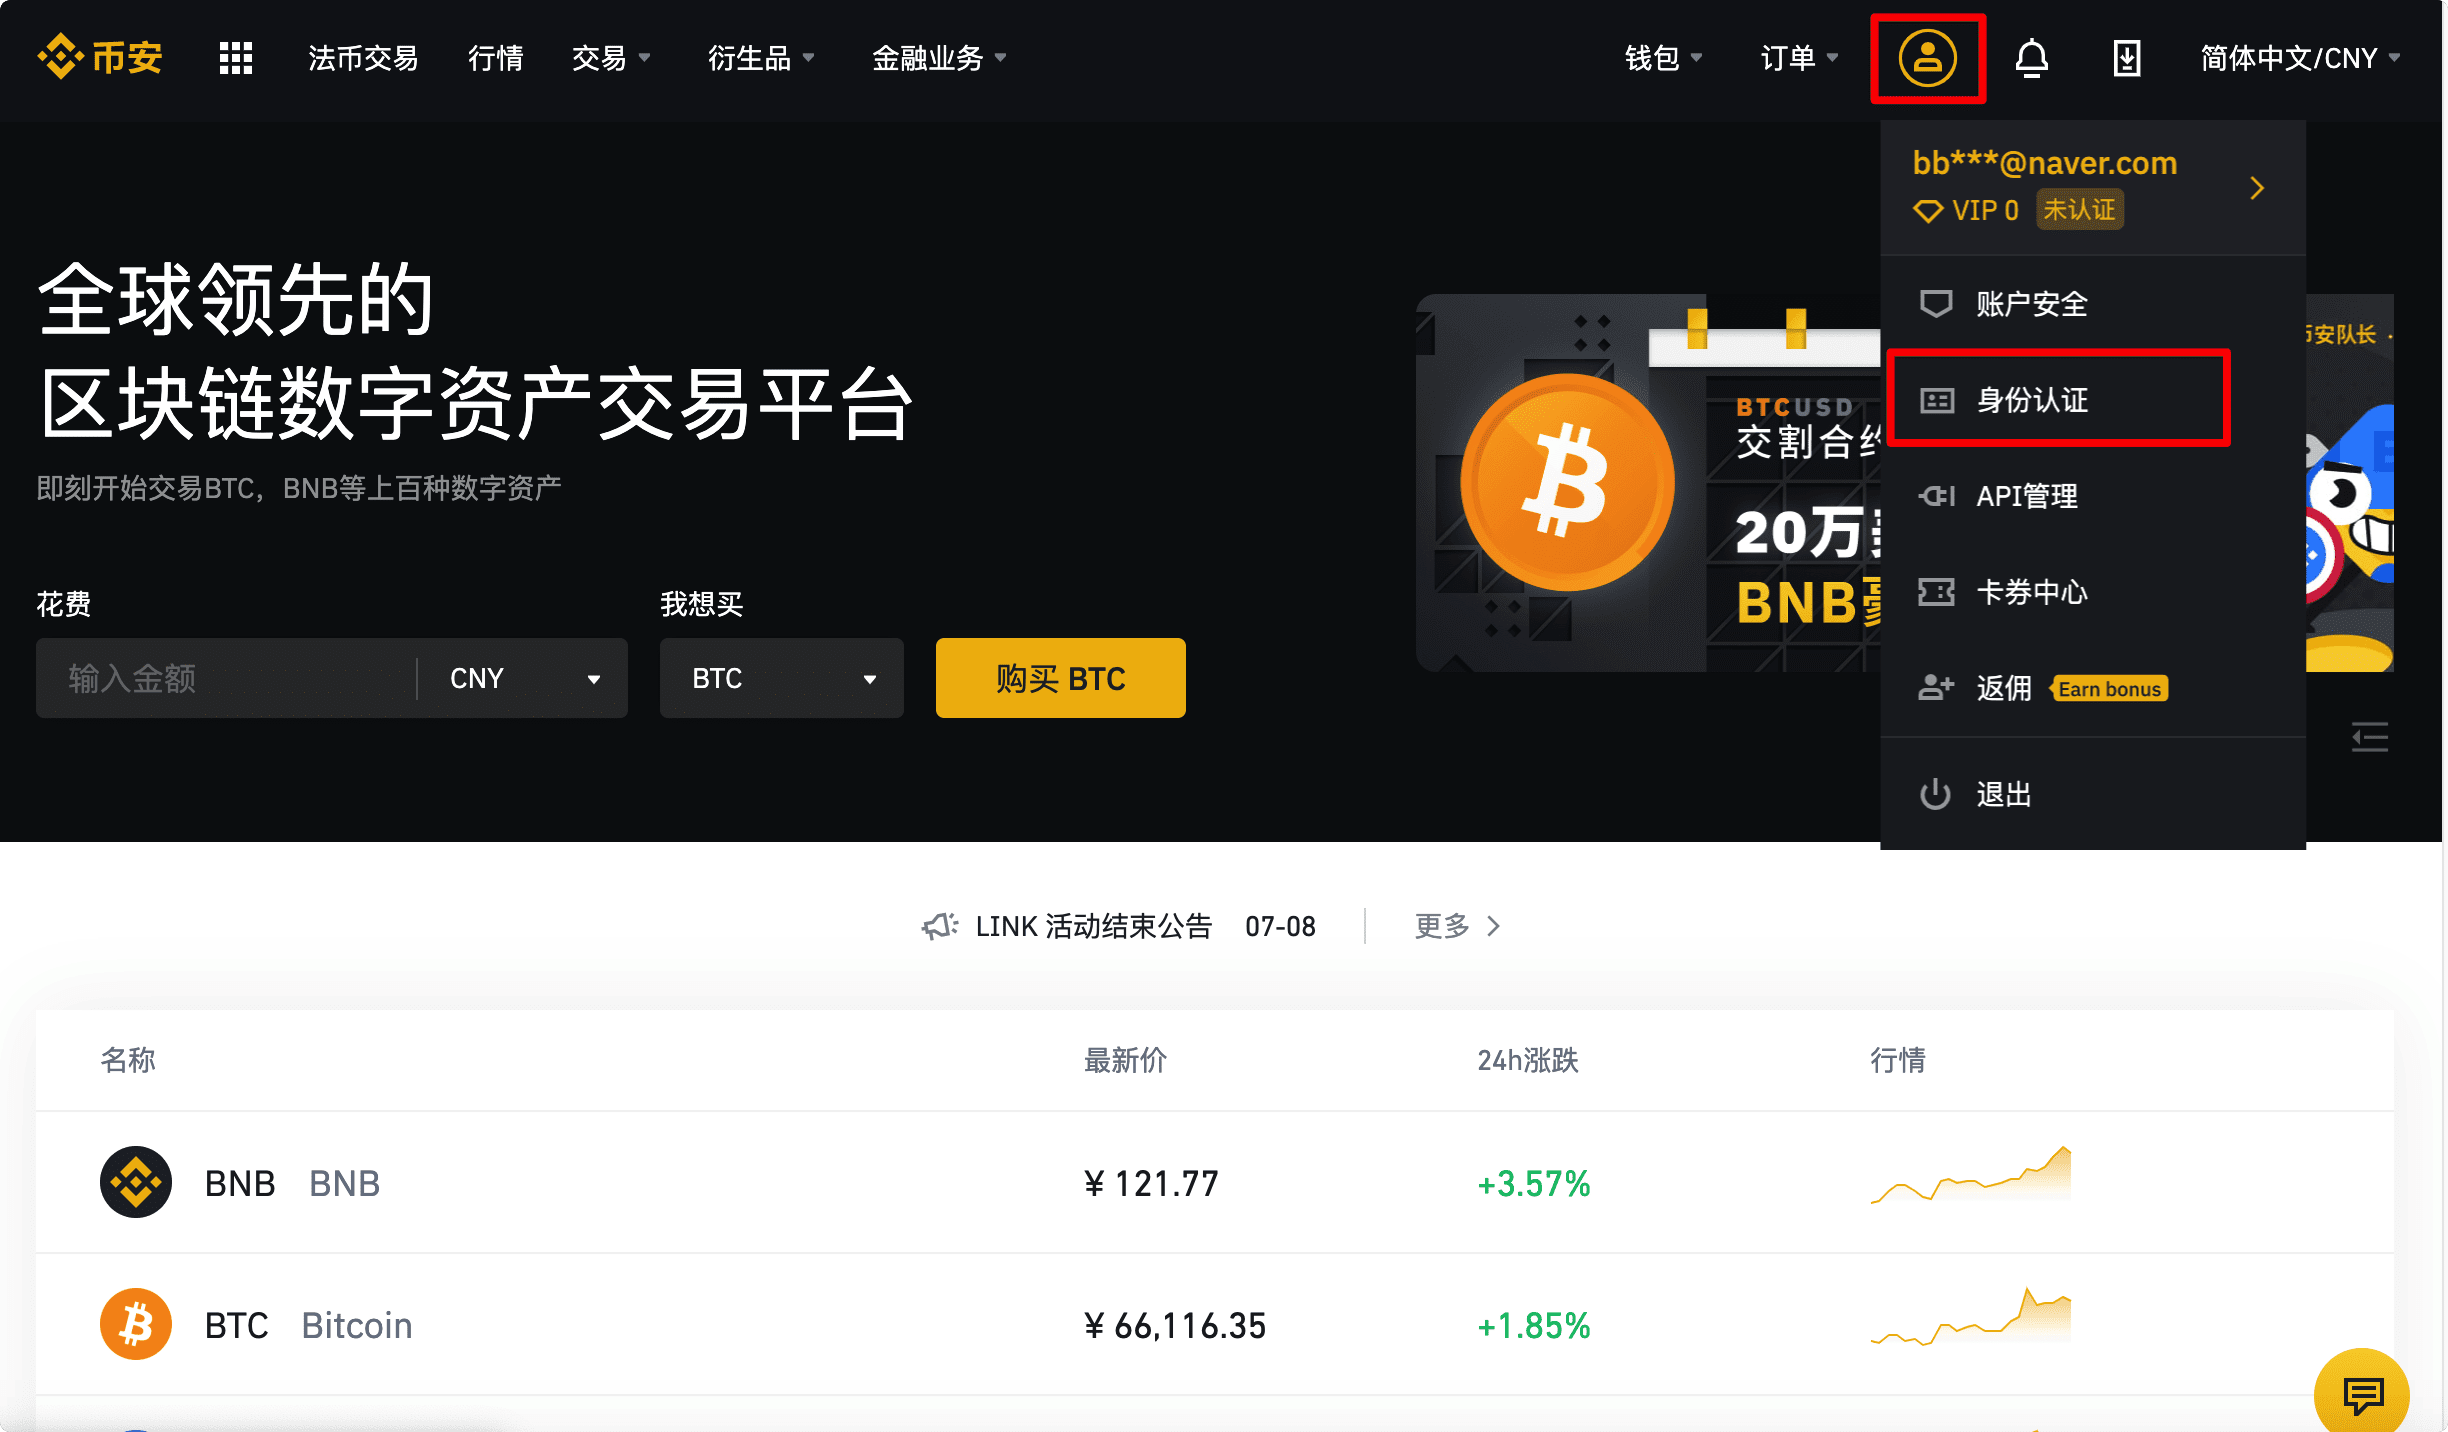 币安
法币交易 行情 交易 衍生品 金融业务 钱包 订单 简体中文/CNY
bb***@naver.com
VIP 0 未认证
账户安全
身份认证
API管理
卡券中心
返佣 Earn bonus
退出
全球领先的
区块链数字资产交易平台
即刻开始交易BTC，BNB等上百种数字资产
花费 我想买
输入金额 CNY BTC 购买 BTC
BTCUSD
交割合约
20万
BNB
安队长
LINK 活动结束公告 07-08 更多
名称 最新价 24h涨跌 行情
BNB BNB ¥ 121.77 +3.57%
BTC Bitcoin ¥ 66,116.35 +1.85%